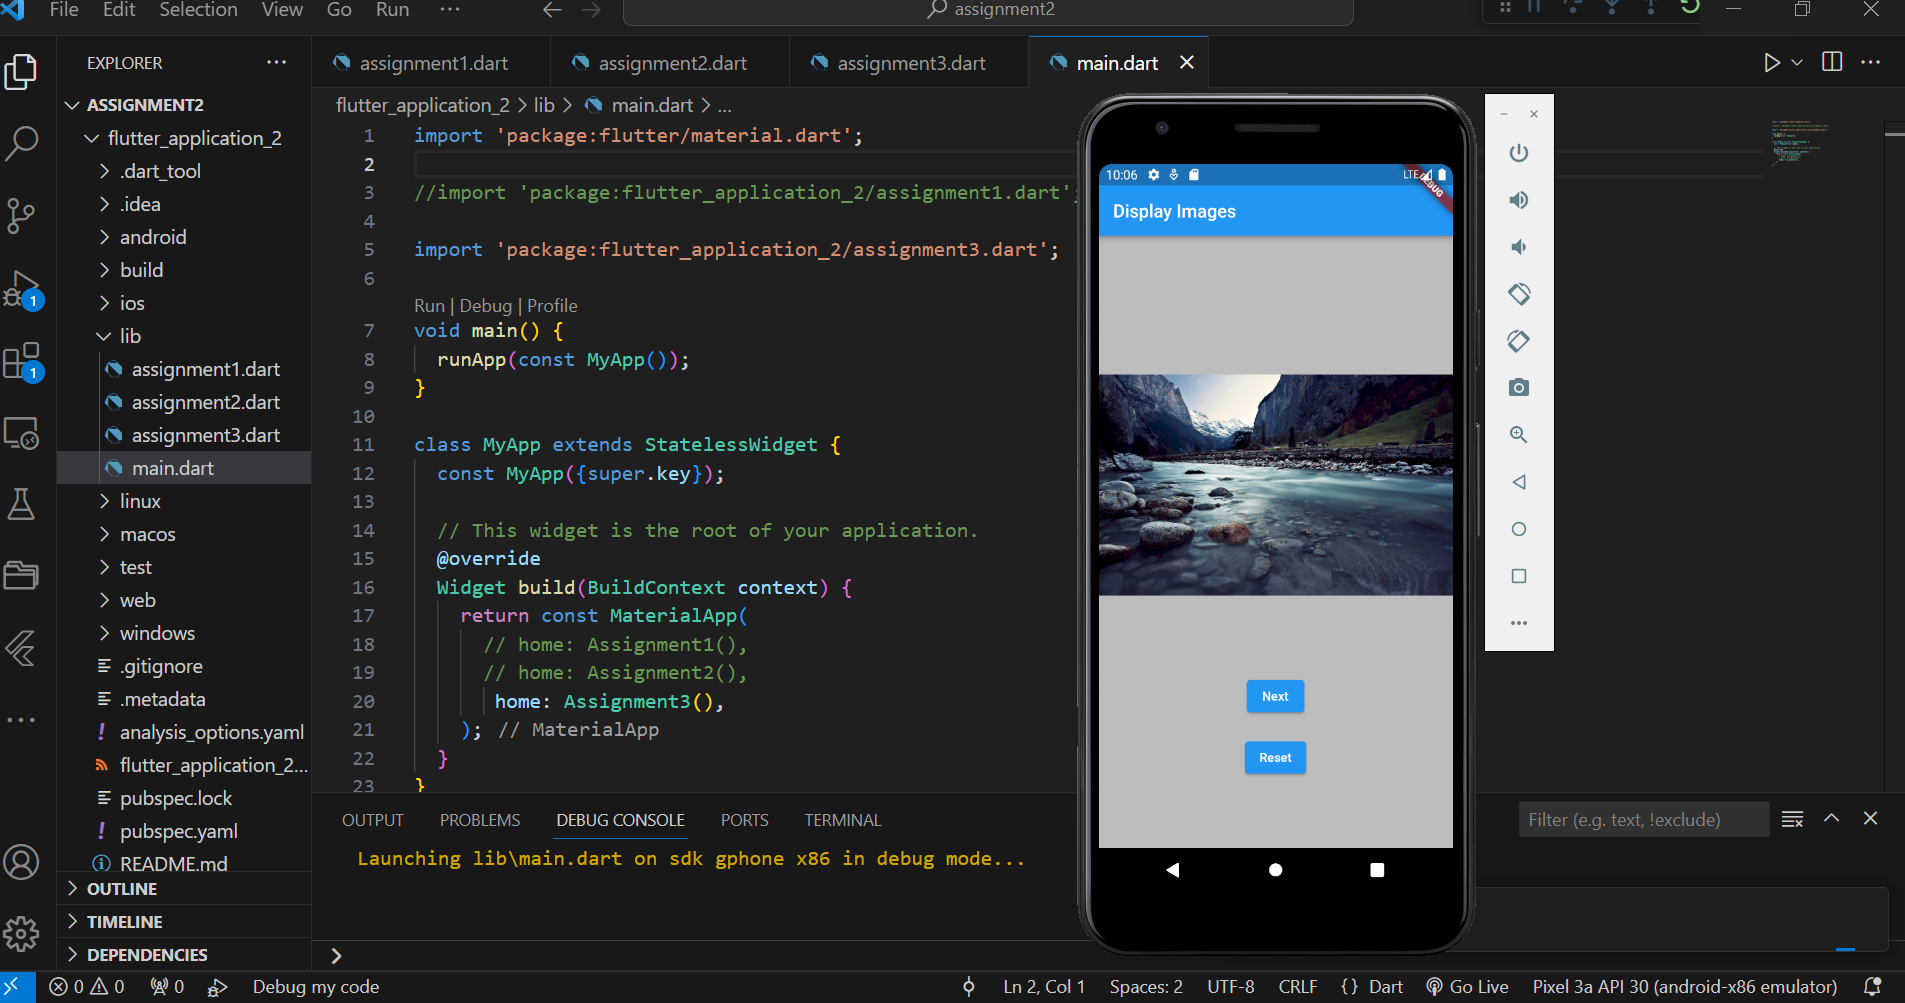 File Edit Selection View Go Run ···
assignment2
EXPLORER
ASSIGNMENT2
flutter_application_2
.dart_tool
.idea
android
build
ios
lib
assignment1.dart
assignment2.dart
assignment3.dart
main.dart
linux
macos
test
web
windows
.gitignore
.metadata
analysis_options.yaml
flutter_application_2...
pubspec.lock
pubspec.yaml
README.md
OUTLINE
TIMELINE
DEPENDENCIES
1
1
assignment1.dart assignment2.dart assignment3.dart main.dart
flutter_application_2 > lib > main.dart > ...
1 import 'package:flutter/material.dart';
2
3 //import 'package:flutter_application_2/assignment1.dart';
4
5 import 'package:flutter_application_2/assignment3.dart';
6
Run | Debug | Profile
7 void main() {
8 runApp(const MyApp());
9 }
10
11 class MyApp extends StatelessWidget {
12 const MyApp({super.key});
13
14 // This widget is the root of your application.
15 @override
16 Widget build(BuildContext context) {
17 return const MaterialApp(
18 // home: Assignment1(),
19 // home: Assignment2(),
20 home: Assignment3(),
21 ); // MaterialApp
22 }
23 }
10:06 LTE
DEBUG
Display Images
Next
Reset
OUTPUT PROBLEMS DEBUG CONSOLE PORTS TERMINAL
Filter (e.g. text, !exclude)
Launching lib\main.dart on sdk gphone x86 in debug mode...
0 0 0 Debug my code Ln 2, Col 1 Spaces: 2 UTF-8 CRLF {} Dart Go Live Pixel 3a API 30 (android-x86 emulator)